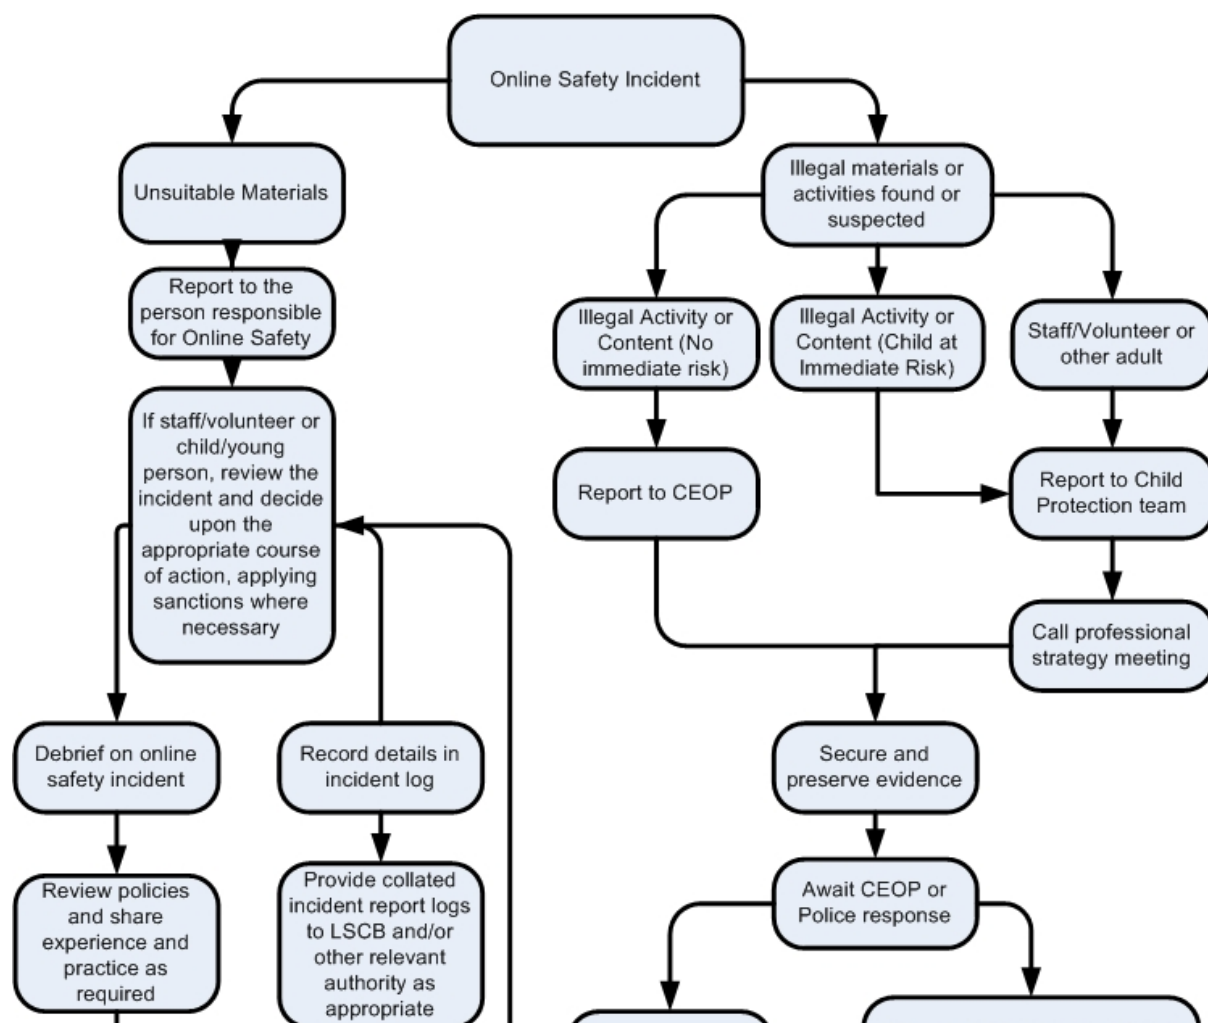 Online Safety Incident
Unsuitable Materials
Illegal materials or
activities found or
suspected
Report to the
person responsible
for Online Safety
Illegal Activity or
Content (No
immediate risk)
Illegal Activity or
Content (Child at
Immediate Risk)
Staff/Volunteer or
other adult
If staff/volunteer or
child/young
person, review the
incident and decide
upon the
appropriate course
of action, applying
sanctions where
necessary
Report to CEOP
Report to Child
Protection team
Call professional
strategy meeting
Debrief on online
safety incident
Record details in
incident log
Secure and
preserve evidence
Review policies
and share
experience and
practice as
required
Provide collated
incident report logs
to LSCB and/or
other relevant
authority as
appropriate
Await CEOP or
Police response